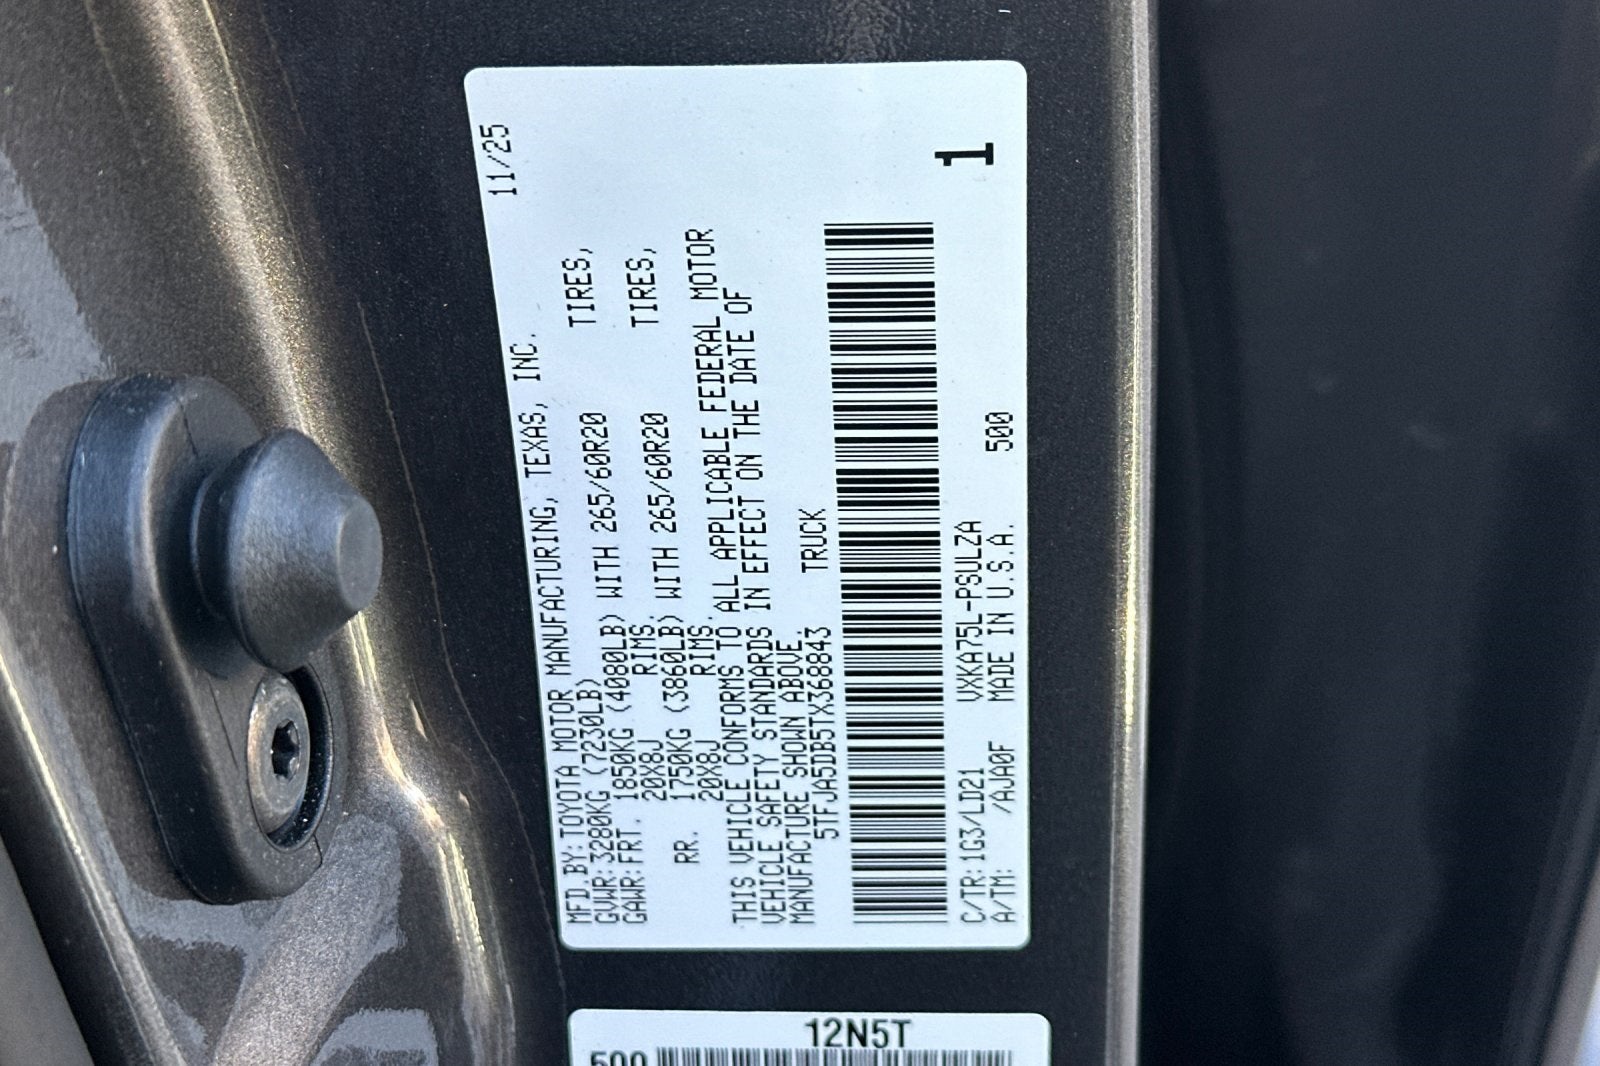 MFD.BY:TOYOTA MOTOR MANUFACTURING, TEXAS, INC. 11/25
GVWR:3280KG (7230LB)
GAWR:FRT. 1850KG (4080LB) WITH 265/60R20 TIRES,
20X8J RIMS.
RR. 1750KG (3860LB) WITH 265/60R20 TIRES,
20X8J RIMS.
THIS VEHICLE CONFORMS TO ALL APPLICABLE FEDERAL MOTOR
VEHICLE SAFETY STANDARDS IN EFFECT ON THE DATE OF
MANUFACTURE SHOWN ABOVE.
5TFJA5DB5TX368843 TRUCK
C/TR:1G3/LD21 VXKA75L-PSULZA
A/TM: /AJA0F MADE IN U.S.A. 500
1
12N5T
500